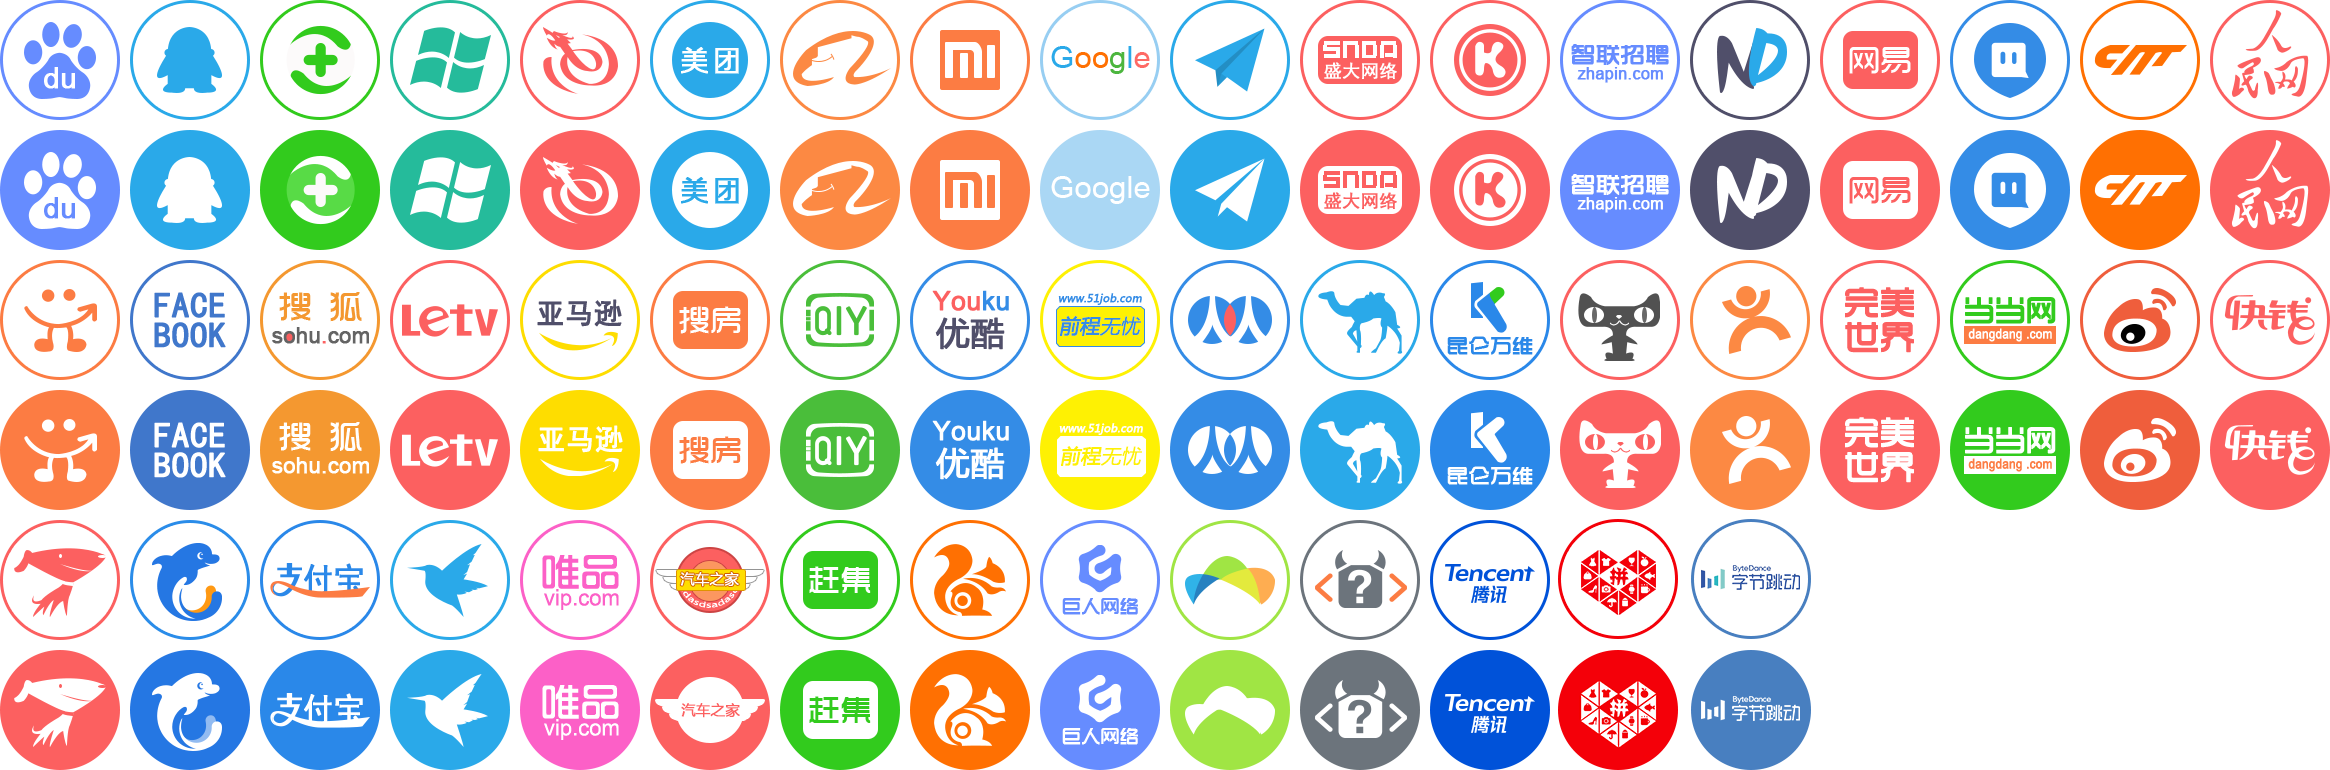 du
美团
mi
Google
SNDA
盛大网络
K
智联招聘
zhapin.com
ND
网易
人
民网
du
美团
mi
Google
SNDA
盛大网络
K
智联招聘
zhapin.com
ND
网易
人
民网
FACE
BOOK
搜狐
sohu.com
Letv
亚马逊
搜房
QIYI
Youku
优酷
www.51job.com
前程无忧
昆仑万维
完美
世界
当当网
dangdang.com
快钱
FACE
BOOK
搜狐
sohu.com
Letv
亚马逊
搜房
QIYI
Youku
优酷
www.51job.com
前程无忧
昆仑万维
完美
世界
当当网
dangdang.com
快钱
支付宝
唯品
vip.com
汽车之家
dasdsadasd
赶集
巨人网络
<?>
Tencent
腾讯
拼
ByteDance
字节跳动
支付宝
唯品
vip.com
汽车之家
赶集
巨人网络
<?>
Tencent
腾讯
拼
ByteDance
字节跳动